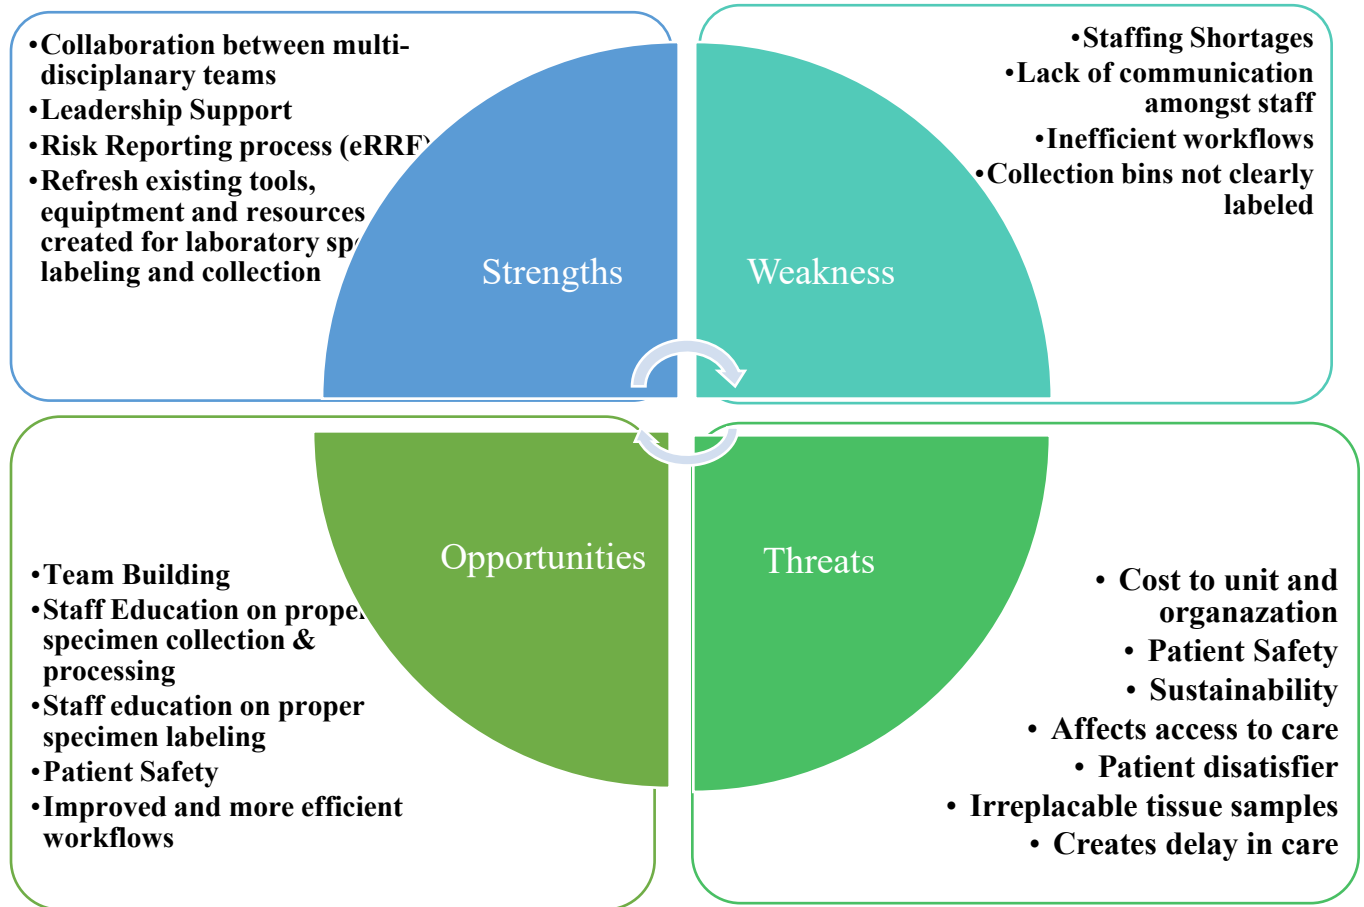 •Collaboration between multi-
disciplanary teams
•Leadership Support
•Risk Reporting process (eRRF)
•Refresh existing tools,
equiptment and resources
created for laboratory
labeling and collection
Strengths
•Staffing Shortages
•Lack of communication
amongst staff
•Inefficient workflows
•Collection bins not clearly
labeled
Weakness
•Team Building
•Staff Education on proper
specimen collection &
processing
•Staff education on proper
specimen labeling
•Patient Safety
•Improved and more efficient
workflows
Opportunities
Threats
• Cost to unit and
organazation
• Patient Safety
• Sustainability
• Affects access to care
• Patient disatisfier
• Irreplacable tissue samples
• Creates delay in care